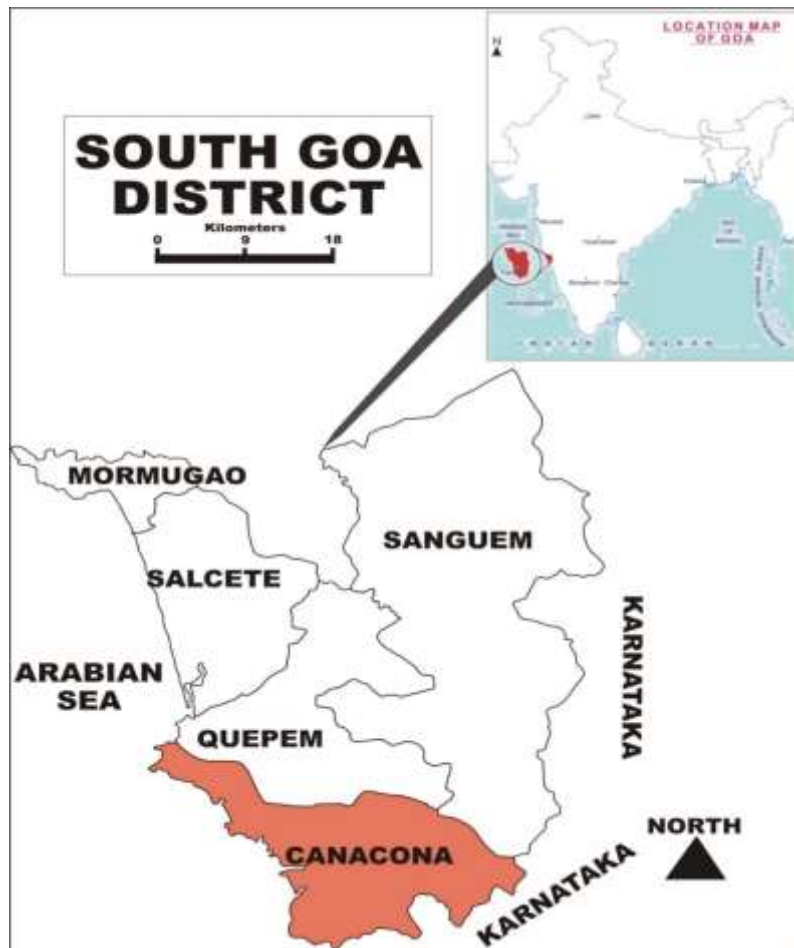 LOCATION MAP
OF GOA
N
SOUTH GOA
DISTRICT
Kilometers
0 9 18
MORMUGAO
SANGUEM
SALCETE
KARNATAKA
ARABIAN
SEA
QUEPEM
CANACONA
NORTH
KARNATAKA